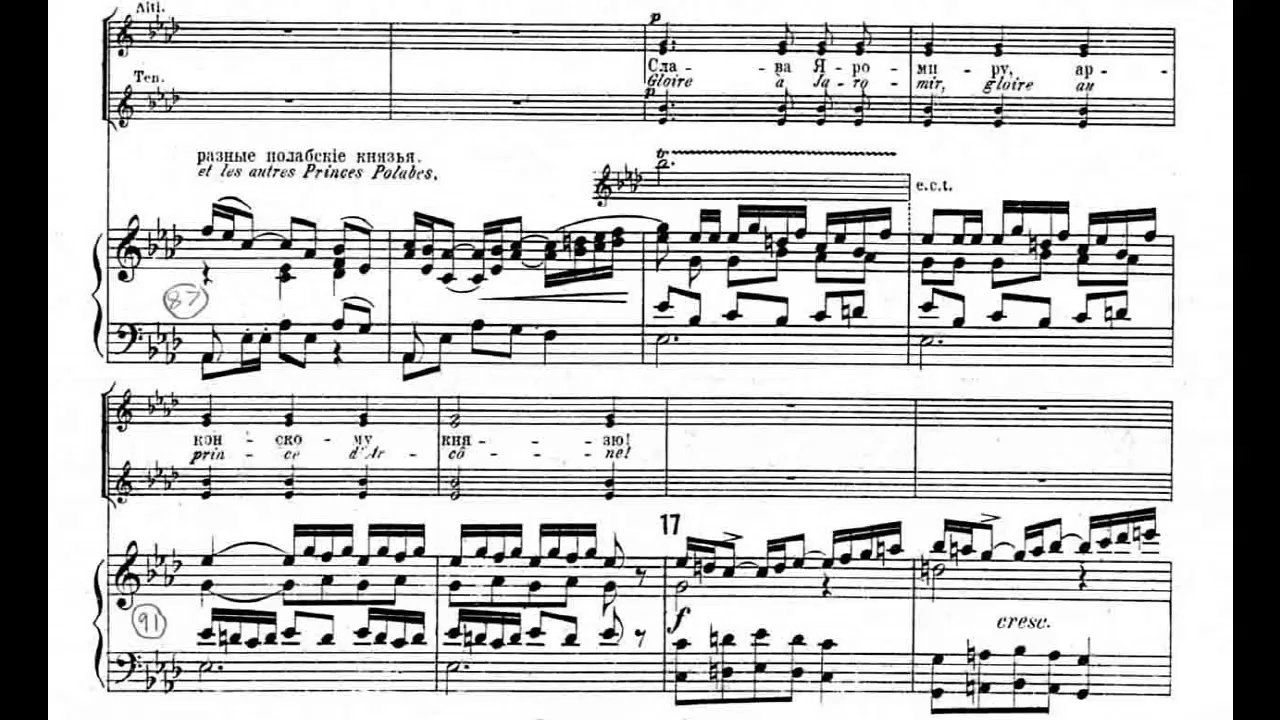 Alti.
p
Сла - ва Я - ро - ми - ру, ар -
Gloire à Ja - ro - mir, gloire au
Ten.
p
разные полабскіе князья.
et les autres Princes Polabes.
tr
e.c.t.
87
кон - ско - му кня - зю!
prin - ce d'Ar - cô - ne!
17
91
f
cresc.